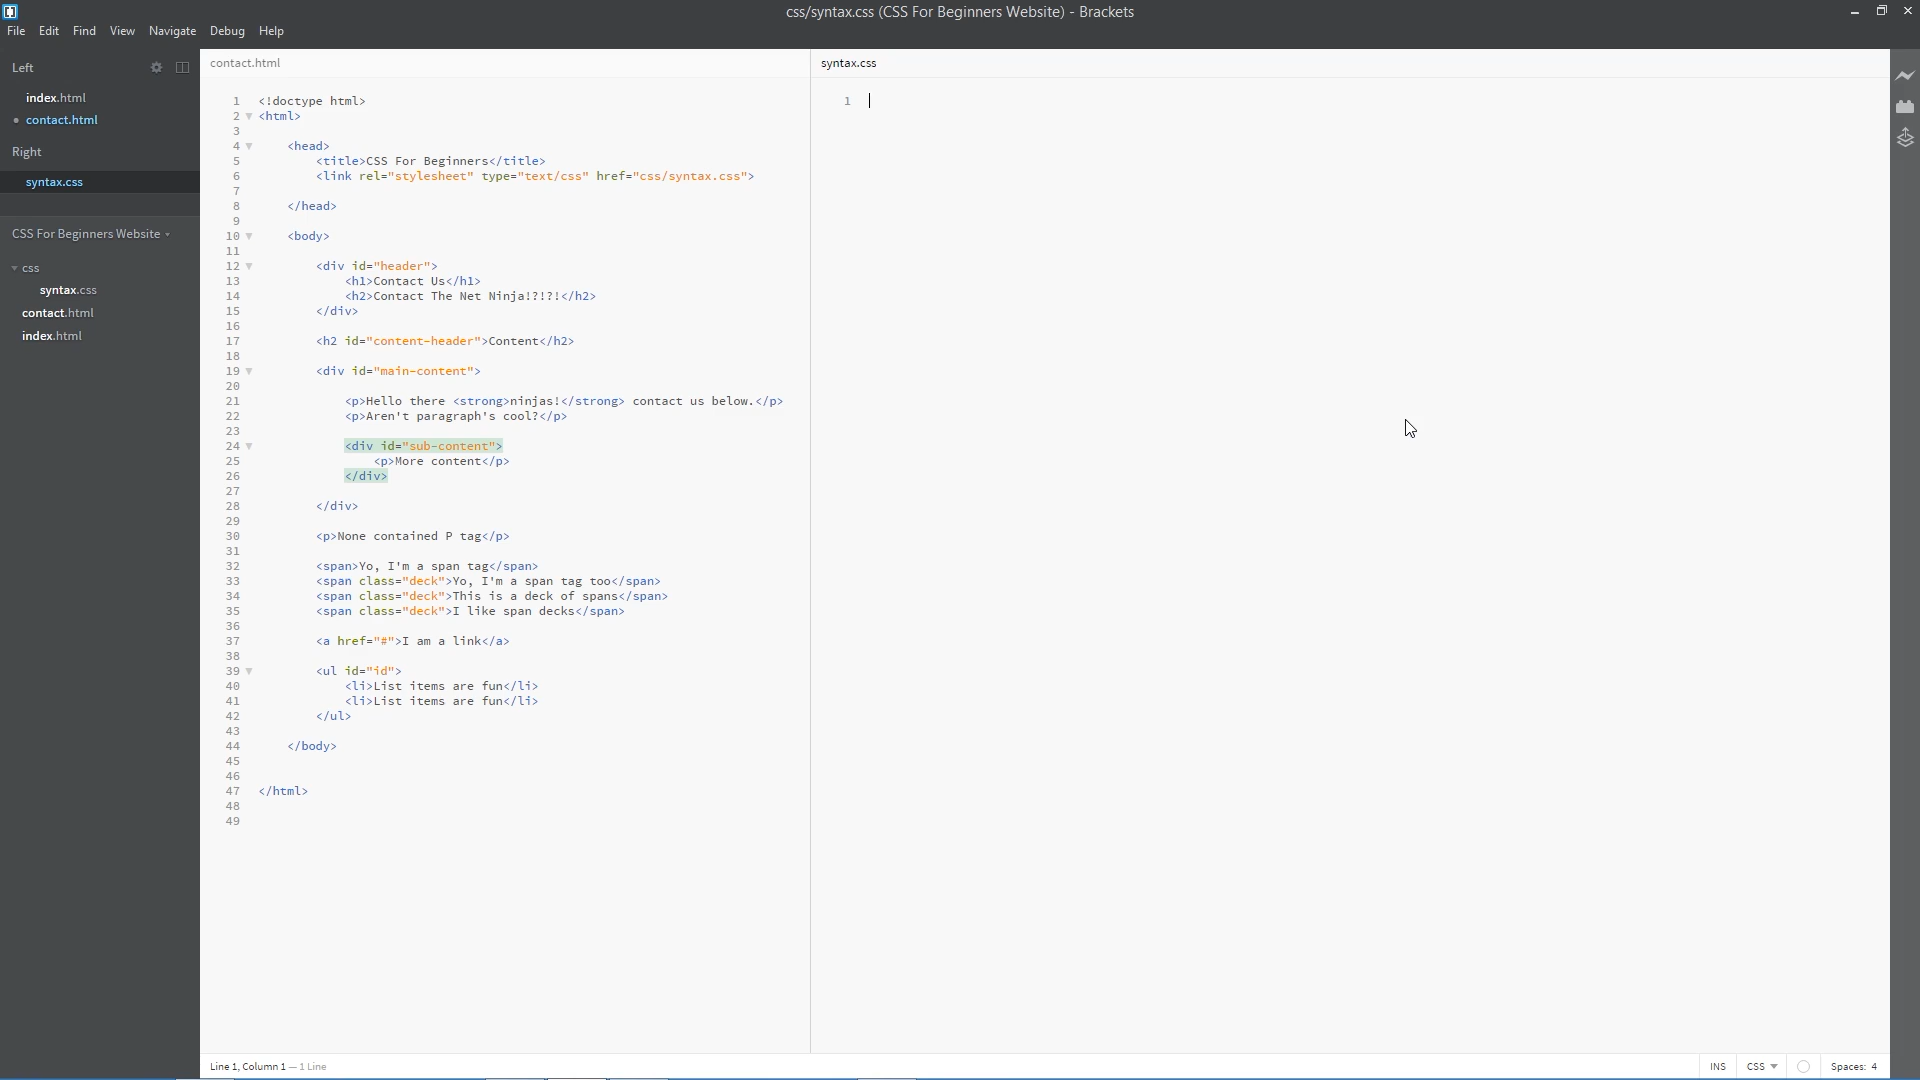 css/syntax.css (CSS For Beginners Website) - Brackets
File Edit Find View Navigate Debug Help
Left
index.html
• contact.html
Right
syntax.css
CSS For Beginners Website
css
syntax.css
contact.html
index.html
contact.html
1 <!doctype html>
2 <html>
3
4 <head>
5 <title>CSS For Beginners</title>
6 <link rel="stylesheet" type="text/css" href="css/syntax.css">
7
8 </head>
9
10 <body>
11
12 <div id="header">
13 <h1>Contact Us</h1>
14 <h2>Contact The Net Ninja!?!?!</h2>
15 </div>
16
17 <h2 id="content-header">Content</h2>
18
19 <div id="main-content">
20
21 <p>Hello there <strong>ninjas!</strong> contact us below.</p>
22 <p>Aren't paragraph's cool?</p>
23
24 <div id="sub-content">
25 <p>More content</p>
26 </div>
27
28 </div>
29
30 <p>None contained P tag</p>
31
32 <span>Yo, I'm a span tag</span>
33 <span class="deck">Yo, I'm a span tag too</span>
34 <span class="deck">This is a deck of spans</span>
35 <span class="deck">I like span decks</span>
36
37 <a href="#">I am a link</a>
38
39 <ul id="id">
40 <li>List items are fun</li>
41 <li>List items are fun</li>
42 </ul>
43
44 </body>
45
46
47 </html>
48
49
syntax.css
1
Line 1, Column 1 — 1 Line
INS CSS Spaces: 4